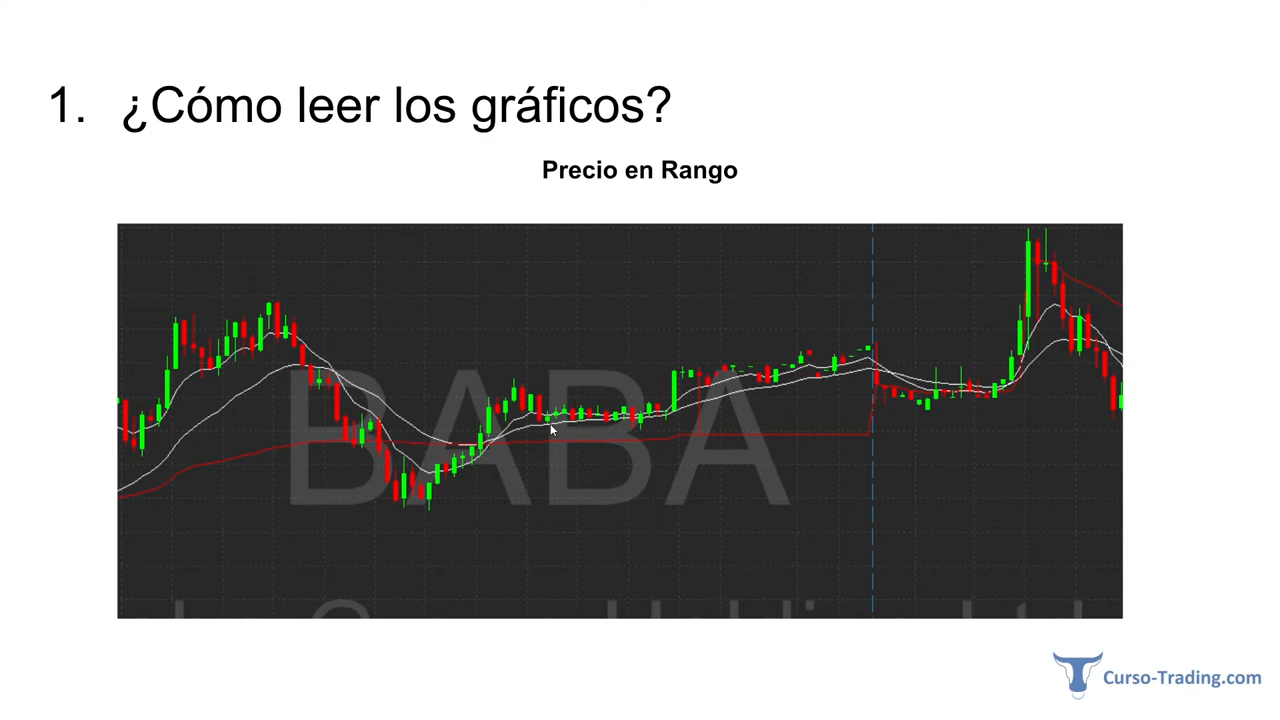 1. ¿Cómo leer los gráficos?
Precio en Rango
BABA
Curso-Trading.com